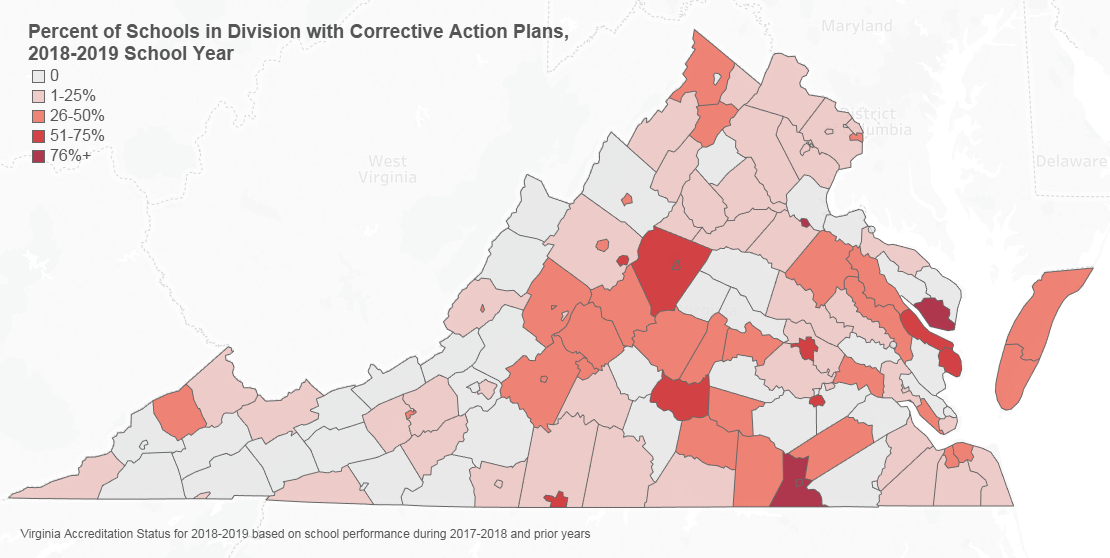 Percent of Schools in Division with Corrective Action Plans,
2018-2019 School Year
0
1-25%
26-50%
51-75%
76%+
Maryland
District
Columbia
West
Virginia
Delaware
Virginia Accreditation Status for 2018-2019 based on school performance during 2017-2018 and prior years